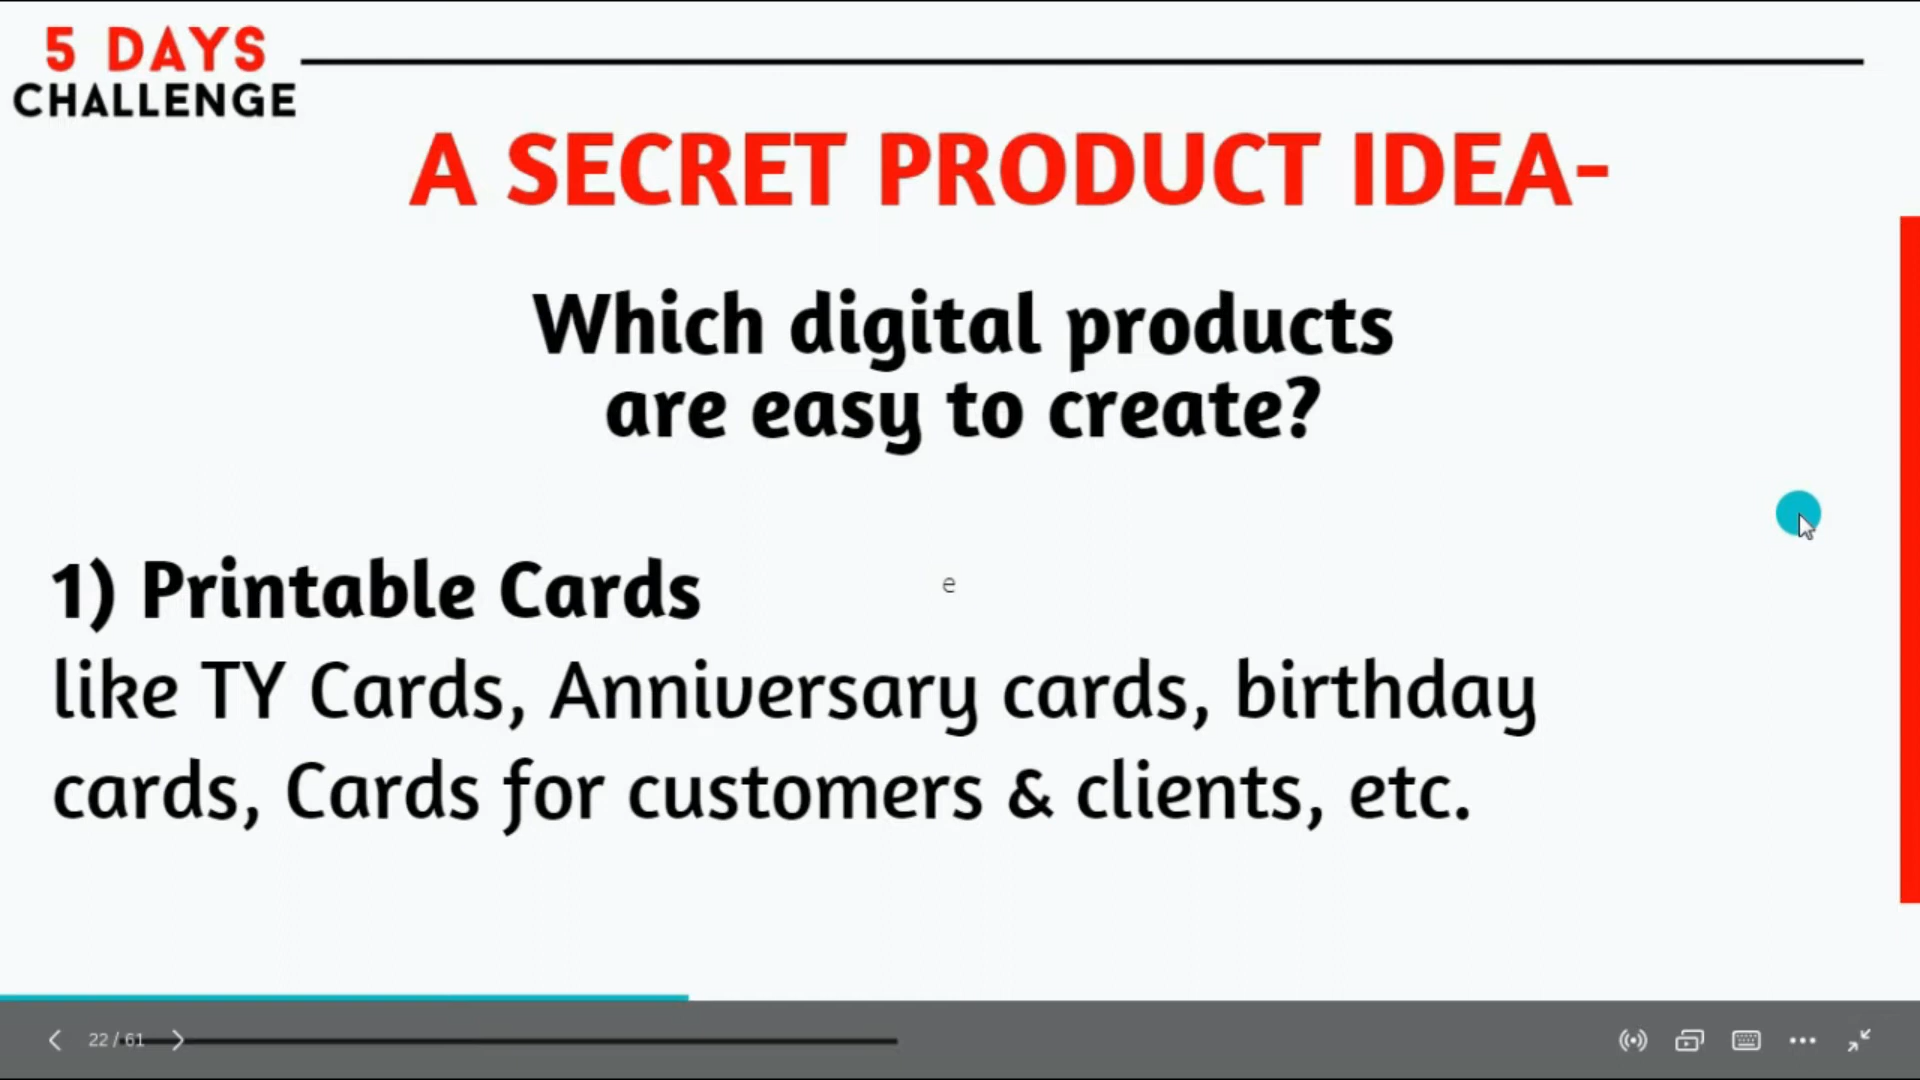 5 DAYS
CHALLENGE
A SECRET PRODUCT IDEA-
Which digital products
are easy to create?
1) Printable Cards
e
like TY Cards, Anniversary cards, birthday
cards, Cards for customers & clients, etc.
22 / 61